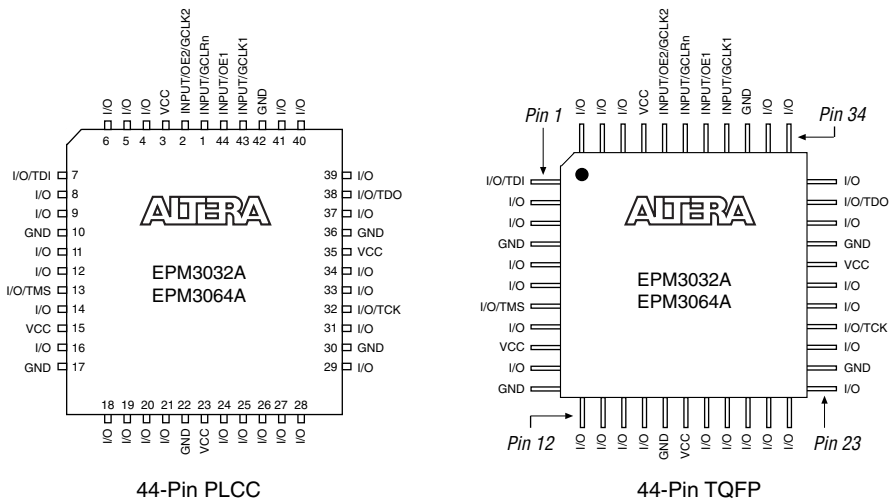 I/O I/O I/O VCC INPUT/OE2/GCLK2 INPUT/GCLRn INPUT/OE1 INPUT/GCLK1 GND I/O I/O
6 5 4 3 2 1 44 43 42 41 40
I/O/TDI 7
I/O 8
I/O 9
GND 10
I/O 11
I/O 12
I/O/TMS 13
I/O 14
VCC 15
I/O 16
GND 17
ALTERA
EPM3032A
EPM3064A
39 I/O
38 I/O/TDO
37 I/O
36 GND
35 VCC
34 I/O
33 I/O
32 I/O/TCK
31 I/O
30 GND
29 I/O
18 19 20 21 22 23 24 25 26 27 28
I/O I/O I/O I/O GND VCC I/O I/O I/O I/O I/O
44-Pin PLCC
I/O I/O I/O VCC INPUT/OE2/GCLK2 INPUT/GCLRn INPUT/OE1 INPUT/GCLK1 GND I/O I/O
Pin 1
Pin 34
I/O/TDI
I/O
I/O
GND
I/O
I/O
I/O/TMS
I/O
VCC
I/O
GND
ALTERA
EPM3032A
EPM3064A
I/O
I/O/TDO
I/O
GND
VCC
I/O
I/O
I/O/TCK
I/O
GND
I/O
Pin 12
Pin 23
I/O I/O I/O I/O GND VCC I/O I/O I/O I/O I/O
44-Pin TQFP